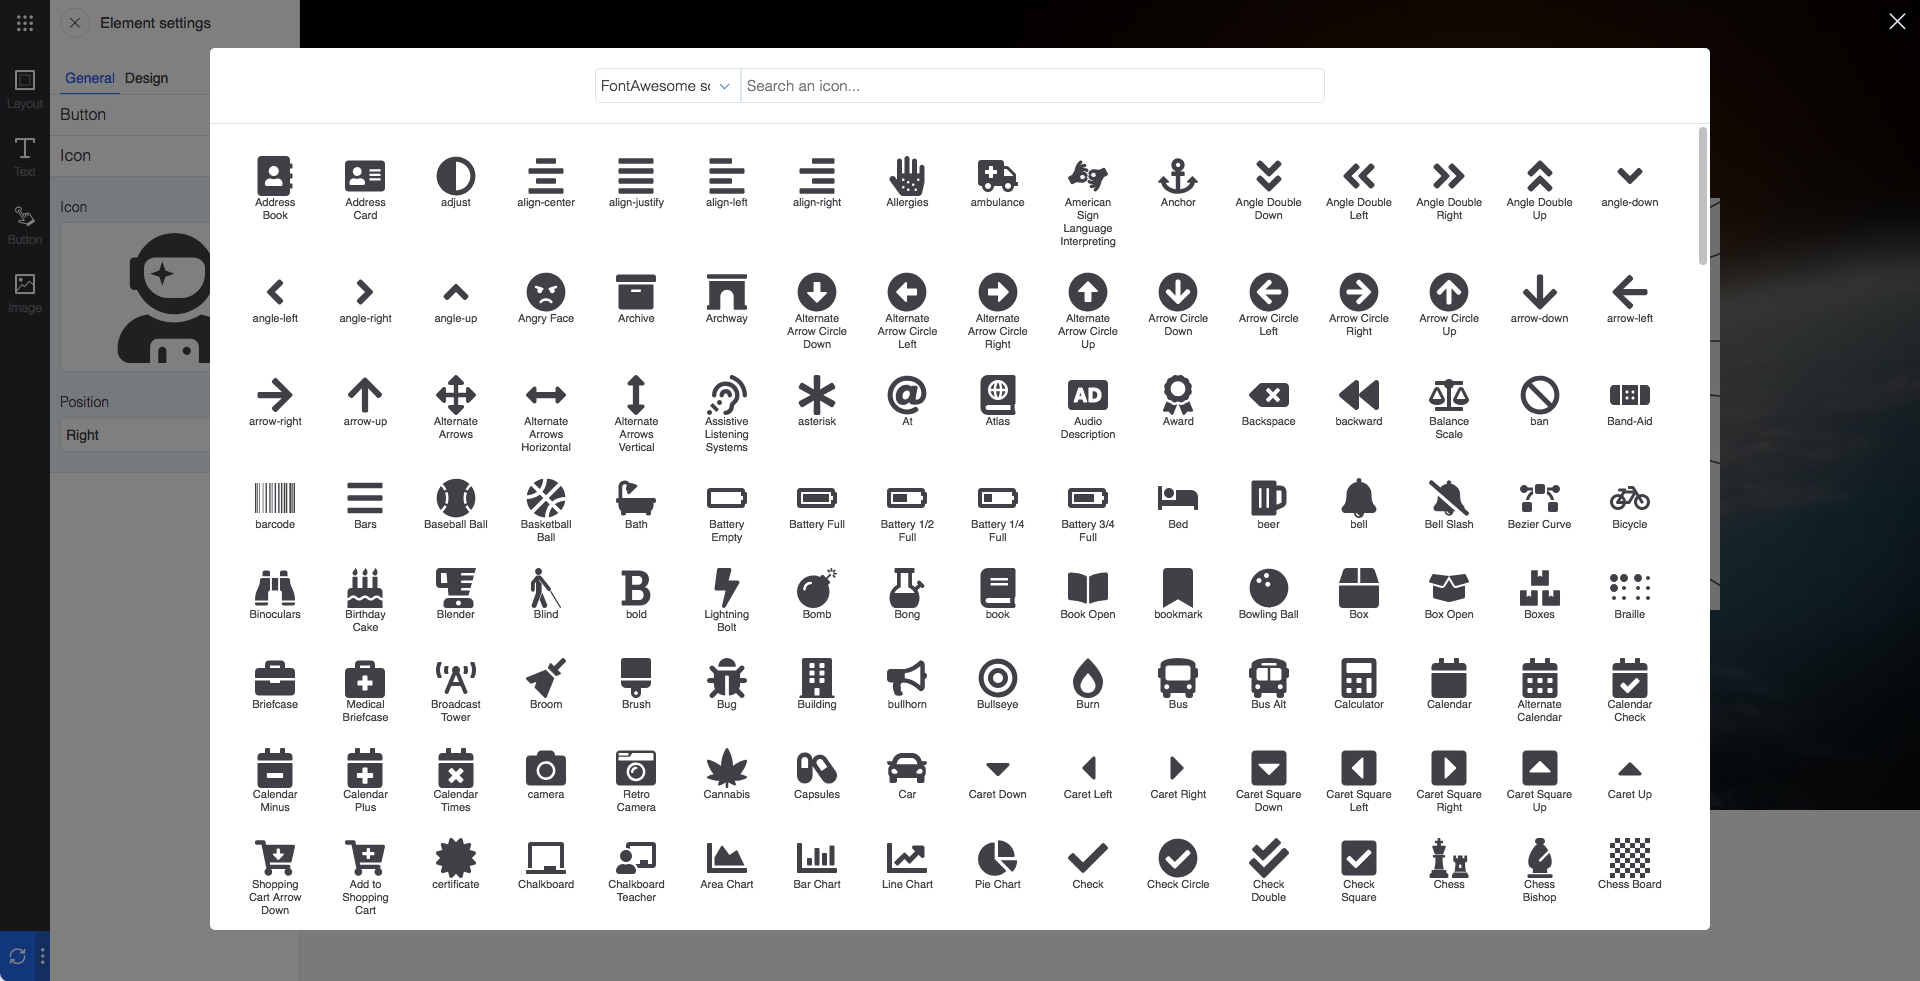 Element settings
General Design
Button
Icon
Icon
Position
Right
Layout
Text
Button
Image
FontAwesome so
Search an icon...
Address Book
Address Card
adjust
align-center
align-justify
align-left
align-right
Allergies
ambulance
American Sign Language Interpreting
Anchor
Angle Double Down
Angle Double Left
Angle Double Right
Angle Double Up
angle-down
angle-left
angle-right
angle-up
Angry Face
Archive
Archway
Alternate Arrow Circle Down
Alternate Arrow Circle Left
Alternate Arrow Circle Right
Alternate Arrow Circle Up
Arrow Circle Down
Arrow Circle Left
Arrow Circle Right
Arrow Circle Up
arrow-down
arrow-left
arrow-right
arrow-up
Alternate Arrows
Alternate Arrows Horizontal
Alternate Arrows Vertical
Assistive Listening Systems
asterisk
At
Atlas
AD
Audio Description
Award
Backspace
backward
Balance Scale
ban
Band-Aid
barcode
Bars
Baseball Ball
Basketball Ball
Bath
Battery Empty
Battery Full
Battery 1/2 Full
Battery 1/4 Full
Battery 3/4 Full
Bed
beer
bell
Bell Slash
Bezier Curve
Bicycle
Binoculars
Birthday Cake
Blender
Blind
B
bold
Lightning Bolt
Bomb
Bong
book
Book Open
bookmark
Bowling Ball
Box
Box Open
Boxes
Braille
Briefcase
Medical Briefcase
Broadcast Tower
Broom
Brush
Bug
Building
bullhorn
Bullseye
Burn
Bus
Bus Alt
Calculator
Calendar
Alternate Calendar
Calendar Check
Calendar Minus
Calendar Plus
Calendar Times
camera
Retro Camera
Cannabis
Capsules
Car
Caret Down
Caret Left
Caret Right
Caret Square Down
Caret Square Left
Caret Square Right
Caret Square Up
Caret Up
Shopping Cart Arrow Down
Add to Shopping Cart
certificate
Chalkboard
Chalkboard Teacher
Area Chart
Bar Chart
Line Chart
Pie Chart
Check
Check Circle
Check Double
Check Square
Chess
Chess Bishop
Chess Board